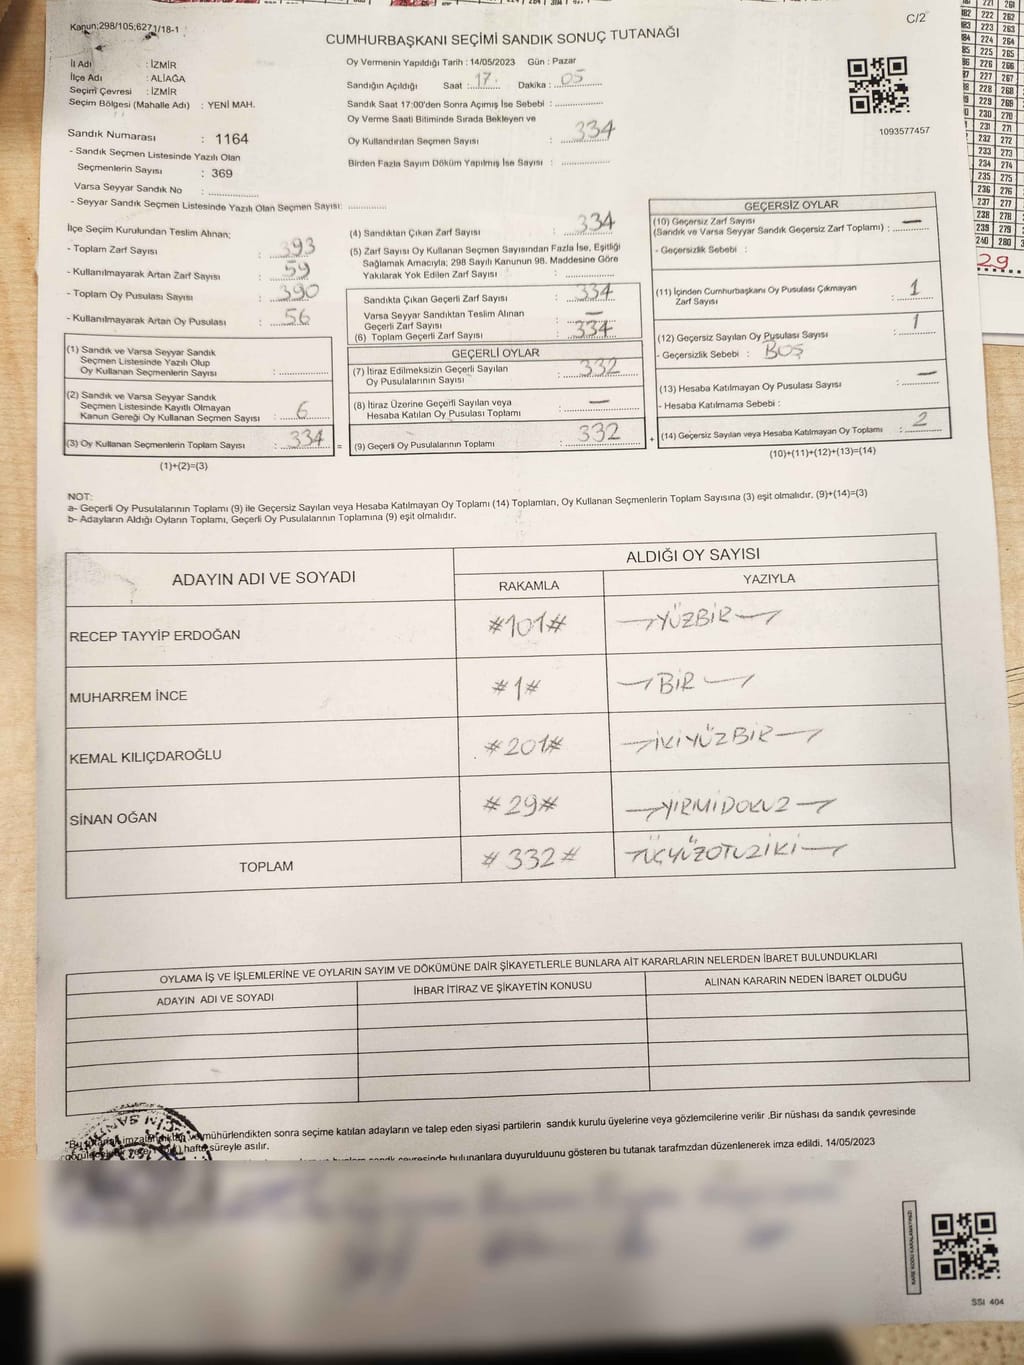 Kanun;298/105;6271/18-1
C/2
CUMHURBAŞKANI SEÇİMİ SANDIK SONUÇ TUTANAĞI
İl Adı : İZMİR
İlçe Adı : ALİAĞA
Seçim Çevresi : İZMİR
Seçim Bölgesi (Mahalle Adı) : YENİ MAH.
Sandık Numarası : 1164
- Sandık Seçmen Listesinde Yazılı Olan
Seçmenlerin Sayısı : 369
Varsa Seyyar Sandık No : ..............
- Seyyar Sandık Seçmen Listesinde Yazılı Olan Seçmen Sayısı: ............
Oy Vermenin Yapıldığı Tarih : 14/05/2023 Gün : Pazar
Sandığın Açıldığı Saat : 17 Dakika : 05
Sandık Saat 17:00'den Sonra Açımış İse Sebebi : ..............
Oy Verme Saati Bitiminde Sırada Bekleyen ve
Oy Kullandırılan Seçmen Sayısı : 334
Birden Fazla Sayım Döküm Yapılmış İse Sayısı : ..............
1093577457
İlçe Seçim Kurulundan Teslim Alınan;
- Toplam Zarf Sayısı : 393
- Kullanılmayarak Artan Zarf Sayısı : 59
- Toplam Oy Pusulası Sayısı : 390
- Kullanılmayarak Artan Oy Pusulası : 56
(1) Sandık ve Varsa Seyyar Sandık
Seçmen Listesinde Yazılı Olup
Oy Kullanan Seçmenlerin Sayısı : ..............
(2) Sandık ve Varsa Seyyar Sandık
Seçmen Listesinde Kayıtlı Olmayan
Kanun Gereği Oy Kullanan Seçmen Sayısı : 6
(3) Oy Kullanan Seçmenlerin Toplam Sayısı : 334 =
(1)+(2)=(3)
(4) Sandıktan Çıkan Zarf Sayısı : 334
(5) Zarf Sayısı Oy Kullanan Seçmen Sayısından Fazla İse, Eşitliği
Sağlamak Amacıyla; 298 Sayılı Kanunun 98. Maddesine Göre
Yakılarak Yok Edilen Zarf Sayısı : ..............
Sandıkta Çıkan Geçerli Zarf Sayısı : 334
Varsa Seyyar Sandıktan Teslim Alınan
Geçerli Zarf Sayısı : —
(6) Toplam Geçerli Zarf Sayısı : 334
GEÇERLİ OYLAR
(7) İtiraz Edilmeksizin Geçerli Sayılan
Oy Pusulalarının Sayısı : 332
(8) İtiraz Üzerine Geçerli Sayılan veya
Hesaba Katılan Oy Pusulası Toplamı : —
(9) Geçerli Oy Pusulalarının Toplamı : 332 +
GEÇERSİZ OYLAR
(10) Geçersiz Zarf Sayısı
(Sandık ve Varsa Seyyar Sandık Geçersiz Zarf Toplamı) : —
- Geçersizlik Sebebi :
(11) İçinden Cumhurbaşkanı Oy Pusulası Çıkmayan
Zarf Sayısı : 1
(12) Geçersiz Sayılan Oy Pusulası Sayısı : 1
- Geçersizlik Sebebi : BOŞ
(13) Hesaba Katılmayan Oy Pusulası Sayısı : —
- Hesaba Katılmama Sebebi :
(14) Geçersiz Sayılan veya Hesaba Katılmayan Oy Toplamı : 2
(10)+(11)+(12)+(13)=(14)
NOT:
a- Geçerli Oy Pusulalarının Toplamı (9) ile Geçersiz Sayılan veya Hesaba Katılmayan Oy Toplamı (14) Toplamları, Oy Kullanan Seçmenlerin Toplam Sayısına (3) eşit olmalıdır. (9)+(14)=(3)
b- Adayların Aldığı Oyların Toplamı, Geçerli Oy Pusulalarının Toplamına (9) eşit olmalıdır.
ADAYIN ADI VE SOYADI
ALDIĞI OY SAYISI
RAKAMLA YAZIYLA
RECEP TAYYİP ERDOĞAN #101# YÜZBİR
MUHARREM İNCE #1# BİR
KEMAL KILIÇDAROĞLU #201# İKİYÜZBİR
SİNAN OĞAN #29# YİRMİDOKUZ
TOPLAM #332# ÜÇYÜZOTUZİKİ
OYLAMA İŞ VE İŞLEMLERİNE VE OYLARIN SAYIM VE DÖKÜMÜNE DAİR ŞİKAYETLERLE BUNLARA AİT KARARLARIN NELERDEN İBARET BULUNDUKLARI
ADAYIN ADI VE SOYADI İHBAR İTİRAZ VE ŞİKAYETİN KONUSU ALINAN KARARIN NEDEN İBARET OLDUĞU
mühürlendikten sonra seçime katılan adayların ve talep eden siyasi partilerin sandık kurulu üyelerine veya gözlemcilerine verilir .Bir nüshası da sandık çevresinde
hafta süreyle asılır.
bulunanlara duyurulduunu gösteren bu tutanak tarafmzdan düzenlenerek imza edildi. 14/05/2023
SSI 404
29